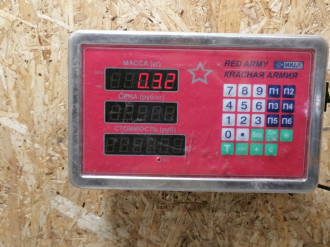 МАССА (кг)
0.32
ЦЕНА (руб/кг)
СТОИМОСТЬ (руб)
RED ARMY
КРАСНАЯ АРМИЯ
7 8 9 П1 П2
4 5 6 П3 П4
1 2 3 П5 П6
0
T